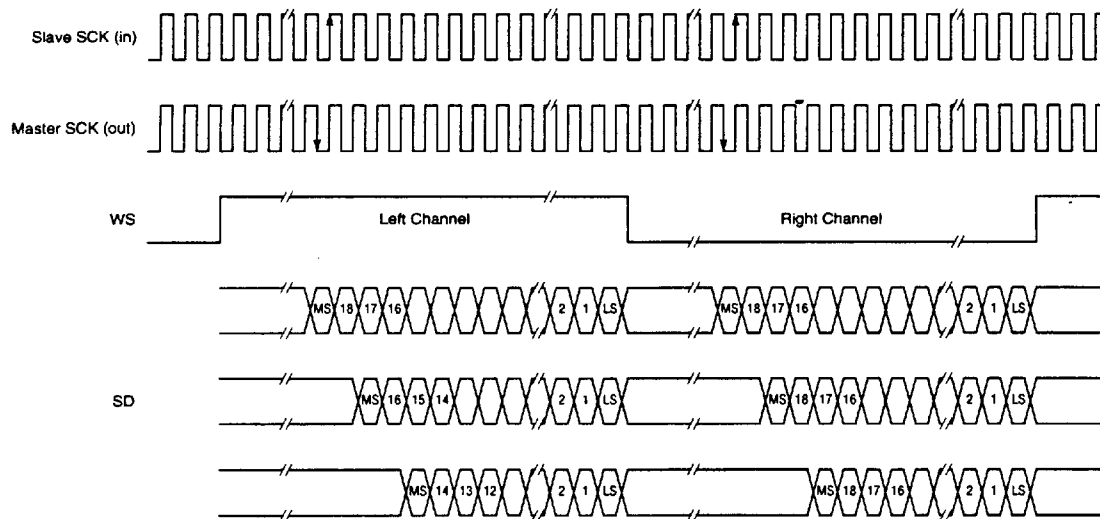 Slave SCK (in)
Master SCK (out)
WS
Left Channel
Right Channel
MS 18 17 16 2 1 LS MS 18 17 16 2 1 LS
SD
MS 16 15 14 2 1 LS MS 18 17 16 2 1 LS
MS 14 13 12 2 1 LS MS 18 17 16 2 1 LS